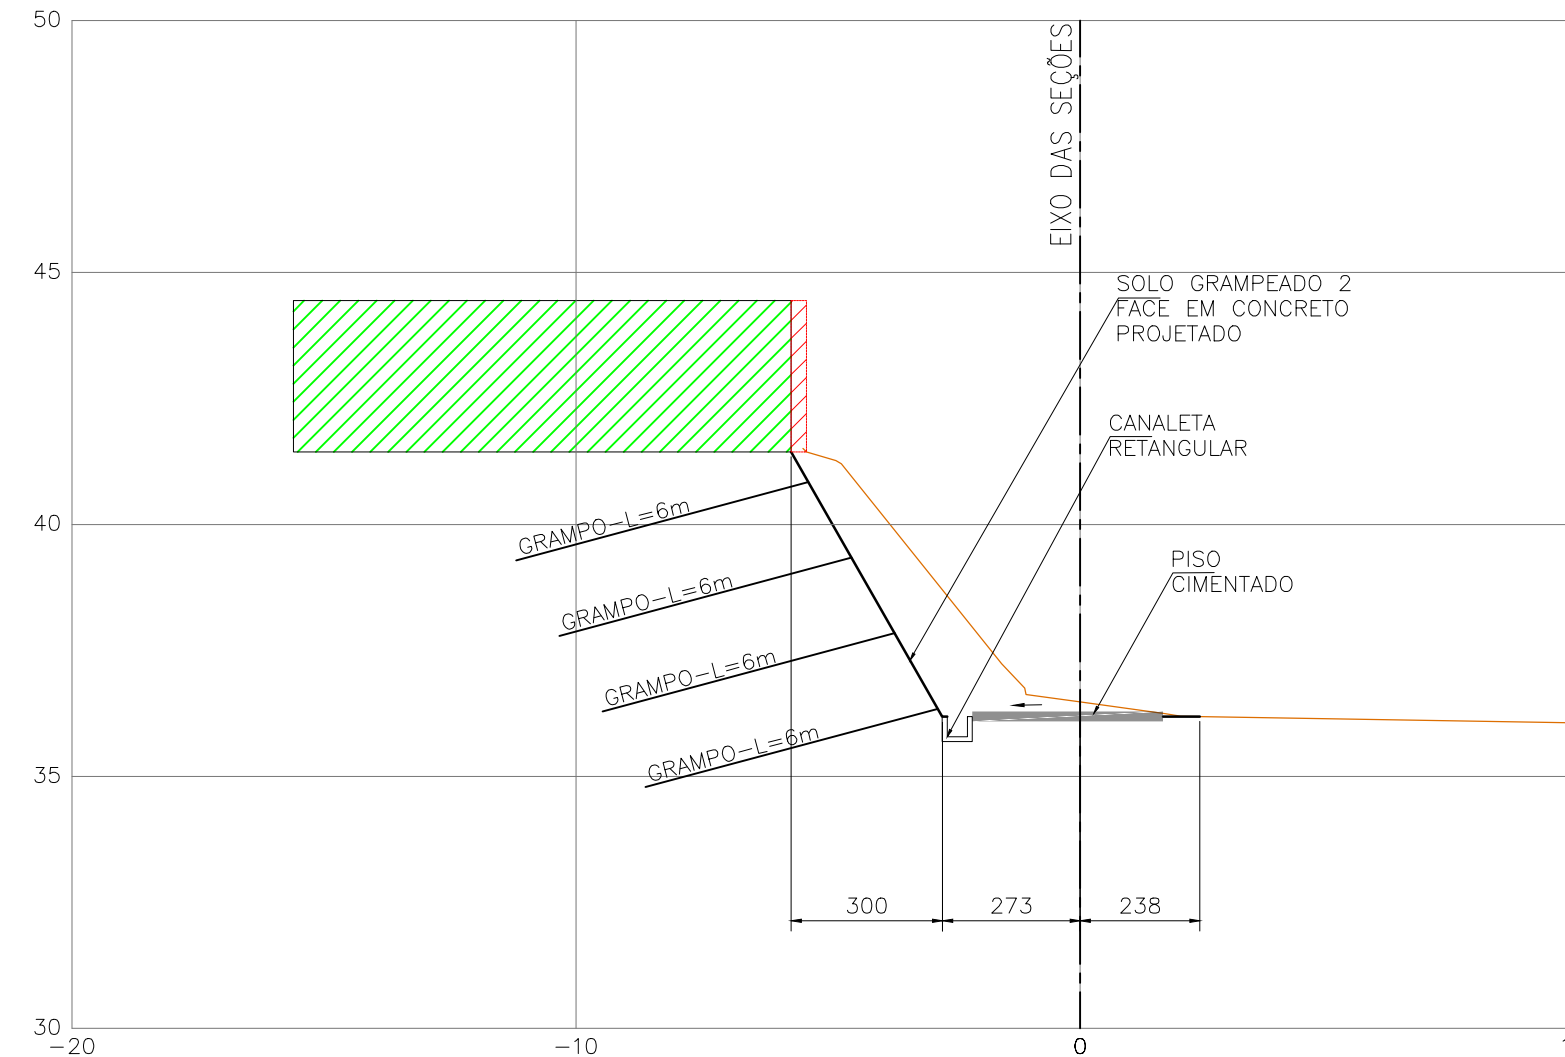 50
EIXO DAS SEÇÕES
45
SOLO GRAMPEADO 2
FACE EM CONCRETO
PROJETADO
CANALETA
RETANGULAR
40
GRAMPO-L=6m
PISO
CIMENTADO
GRAMPO-L=6m
GRAMPO-L=6m
GRAMPO-L=6m
35
300
273
238
30
-20
-10
0